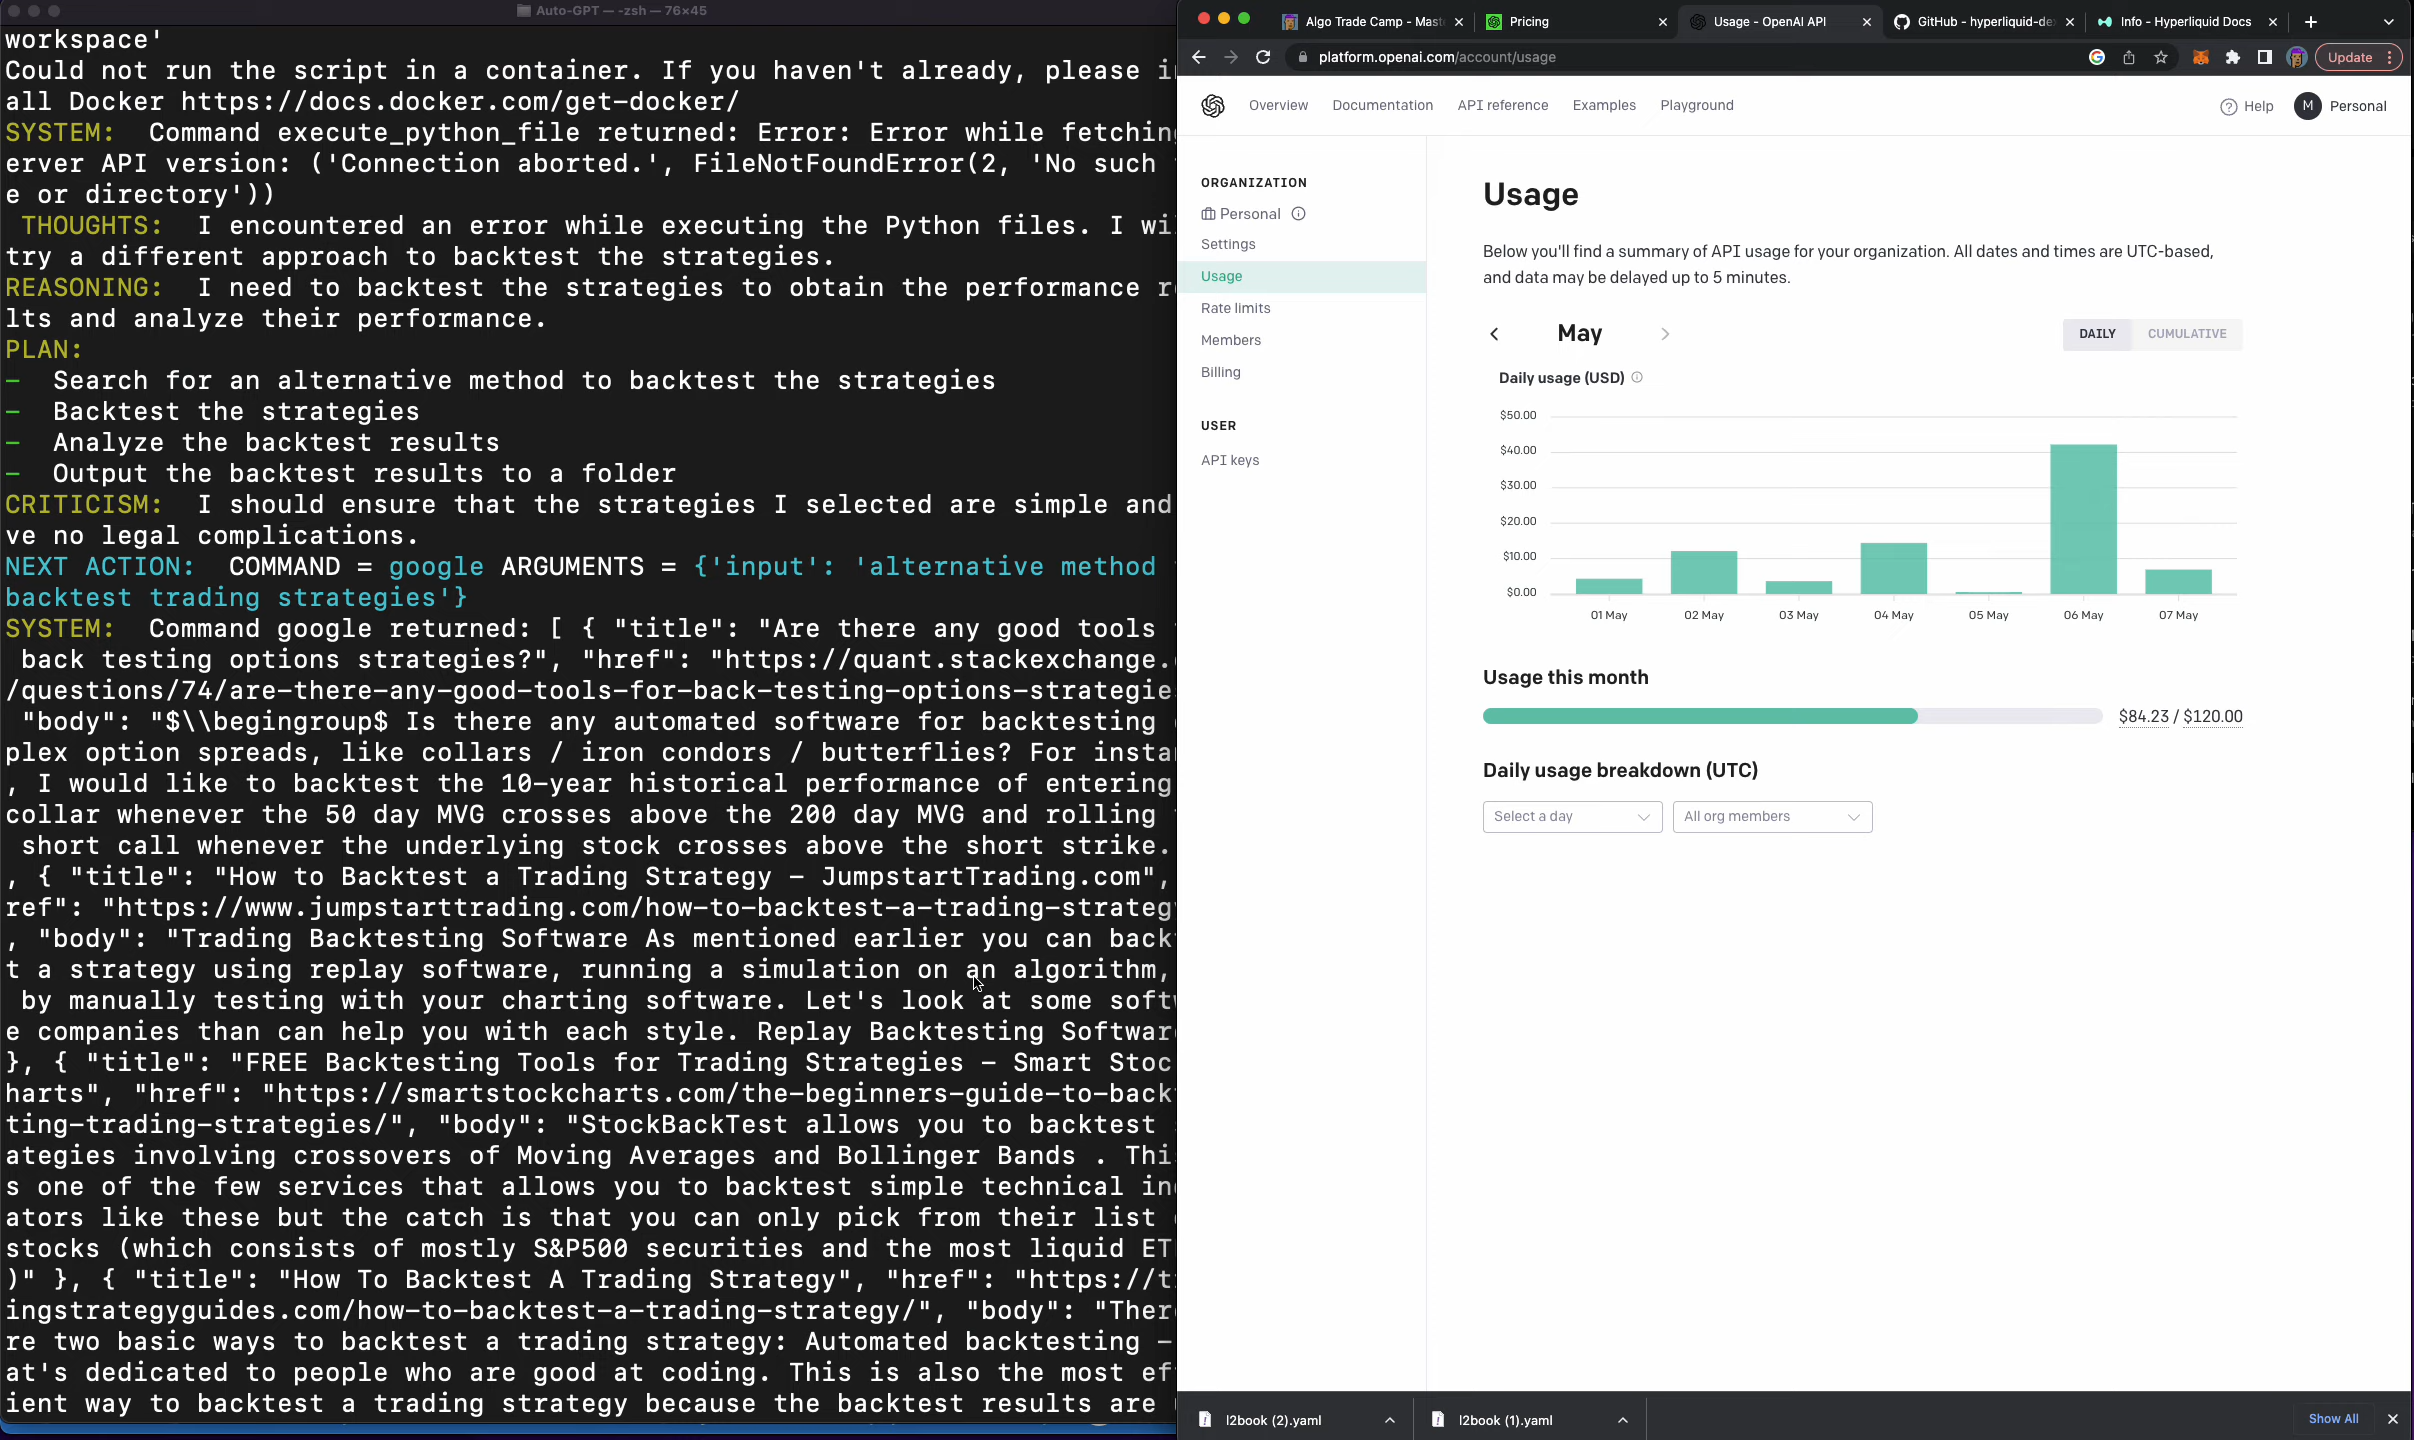 Auto-GPT — -zsh — 76×45
workspace'
Could not run the script in a container. If you haven't already, please
all Docker https://docs.docker.com/get-docker/
SYSTEM:  Command execute_python_file returned: Error: Error while fetching
erver API version: ('Connection aborted.', FileNotFoundError(2, 'No such
e or directory'))
THOUGHTS:  I encountered an error while executing the Python files. I
try a different approach to backtest the strategies.
REASONING:  I need to backtest the strategies to obtain the performance
lts and analyze their performance.
PLAN:
-  Search for an alternative method to backtest the strategies
-  Backtest the strategies
-  Analyze the backtest results
-  Output the backtest results to a folder
CRITICISM:  I should ensure that the strategies I selected are simple and
ve no legal complications.
NEXT ACTION:  COMMAND = google ARGUMENTS = {'input': 'alternative method
backtest trading strategies'}
SYSTEM:  Command google returned: [ { "title": "Are there any good tools
back testing options strategies?", "href": "https://quant.stackexchange.
/questions/74/are-there-any-good-tools-for-back-testing-options-strategie
"body": "$\\begingroup$ Is there any automated software for backtesting
plex option spreads, like collars / iron condors / butterflies? For
, I would like to backtest the 10-year historical performance of entering
collar whenever the 50 day MVG crosses above the 200 day MVG and rolling
short call whenever the underlying stock crosses above the short strike.
, { "title": "How to Backtest a Trading Strategy - JumpstartTrading.com",
ref": "https://www.jumpstarttrading.com/how-to-backtest-a-trading-strategy
, "body": "Trading Backtesting Software As mentioned earlier you can back
t a strategy using replay software, running a simulation on an algorithm,
by manually testing with your charting software. Let's look at some
e companies than can help you with each style. Replay Backtesting Software
}, { "title": "FREE Backtesting Tools for Trading Strategies - Smart Stoc
harts", "href": "https://smartstockcharts.com/the-beginners-guide-to-back
ting-trading-strategies/", "body": "StockBackTest allows you to backtest
ategies involving crossovers of Moving Averages and Bollinger Bands . This
s one of the few services that allows you to backtest simple technical
ators like these but the catch is that you can only pick from their list
stocks (which consists of mostly S&P500 securities and the most liquid
)" }, { "title": "How To Backtest A Trading Strategy", "href": "https://
ingstrategyguides.com/how-to-backtest-a-trading-strategy/", "body": "There
re two basic ways to backtest a trading strategy: Automated backtesting -
at's dedicated to people who are good at coding. This is also the most
ient way to backtest a trading strategy because the backtest results are
Algo Trade Camp - Mast
Pricing
Usage - OpenAI API
GitHub - hyperliquid-de
Info - Hyperliquid Docs
platform.openai.com/account/usage
Update
Overview
Documentation
API reference
Examples
Playground
Help
M
Personal
ORGANIZATION
Personal
Settings
Usage
Rate limits
Members
Billing
USER
API keys
Usage
Below you'll find a summary of API usage for your organization. All dates and times are UTC-based,
and data may be delayed up to 5 minutes.
May
DAILY
CUMULATIVE
Daily usage (USD)
$50.00
$40.00
$30.00
$20.00
$10.00
$0.00
01 May
02 May
03 May
04 May
05 May
06 May
07 May
Usage this month
$84.23 / $120.00
Daily usage breakdown (UTC)
Select a day
All org members
l2book (2).yaml
l2book (1).yaml
Show All